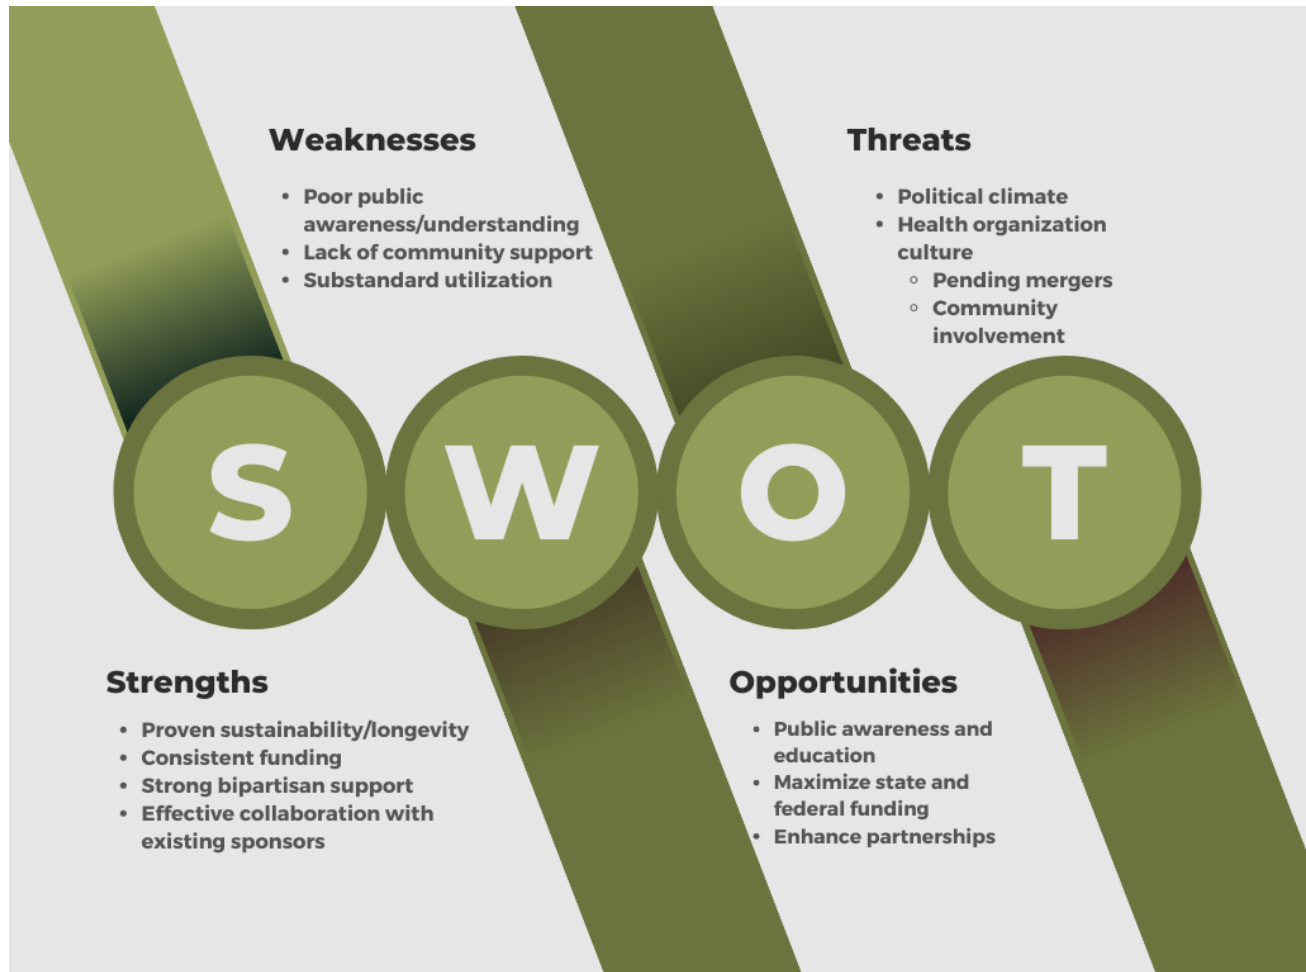 Weaknesses
• Poor public
awareness/understanding
• Lack of community support
• Substandard utilization
Threats
• Political climate
• Health organization
culture
◦ Pending mergers
◦ Community
involvement
S W O T
Strengths
• Proven sustainability/longevity
• Consistent funding
• Strong bipartisan support
• Effective collaboration with
existing sponsors
Opportunities
• Public awareness and
education
• Maximize state and
federal funding
• Enhance partnerships